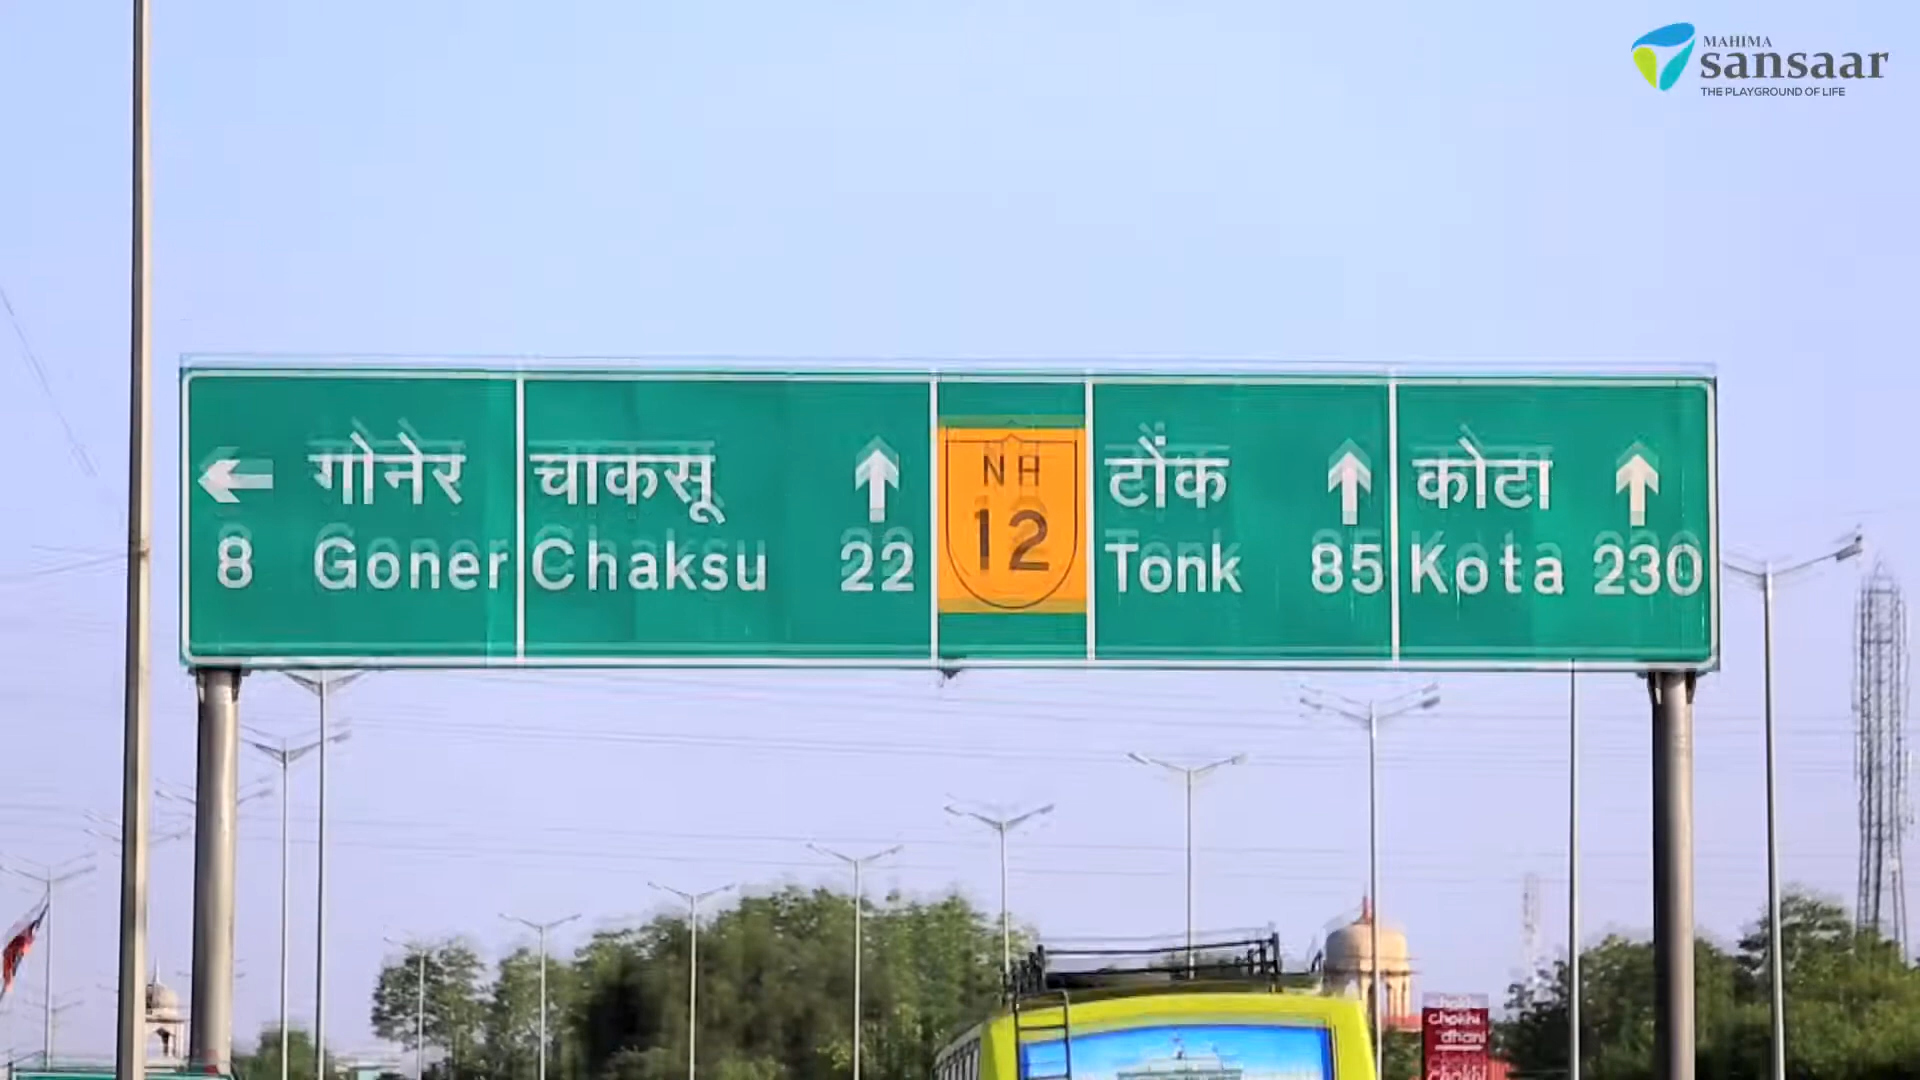 MAHIMA
sansaar
THE PLAYGROUND OF LIFE
गोनेर
8 Goner
चाकसू
Chaksu 22
NH
12
टोंक
Tonk 85
कोटा
Kota 230
chokhi
dhani
chokhi